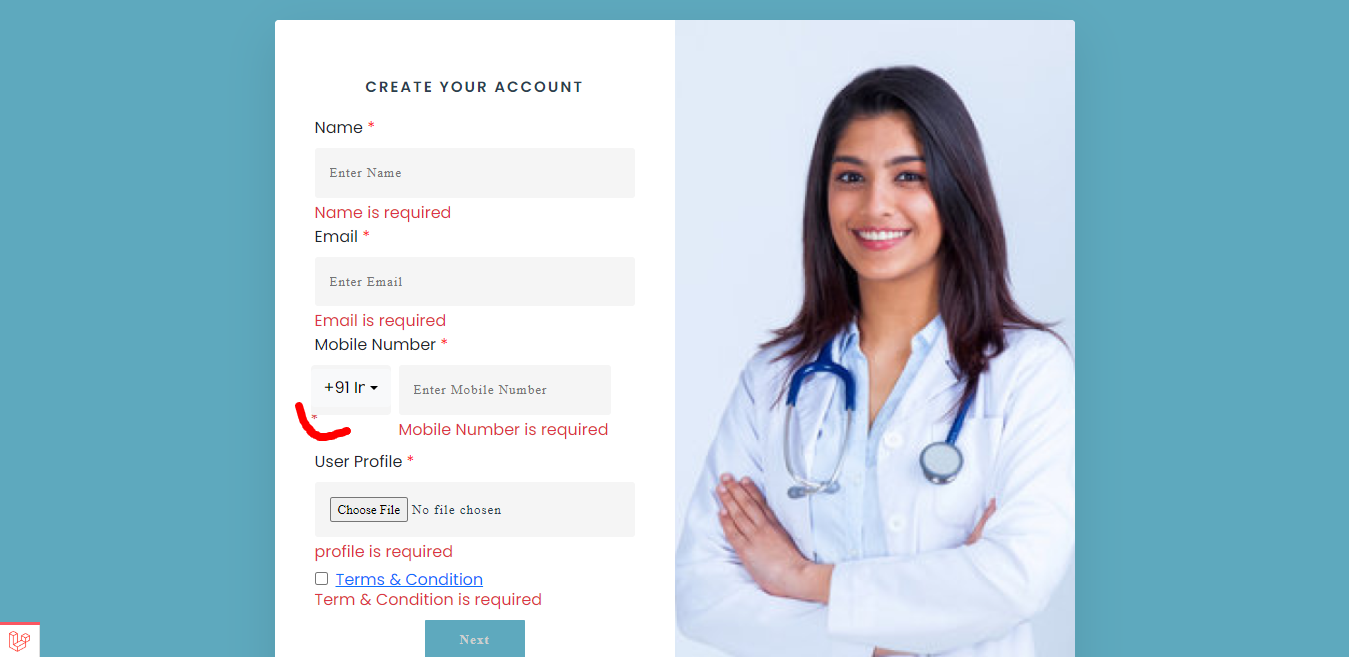 CREATE YOUR ACCOUNT
Name *
Enter Name
Name is required
Email *
Enter Email
Email is required
Mobile Number *
+91 Ir
Enter Mobile Number
*
Mobile Number is required
User Profile *
Choose File No file chosen
profile is required
Terms & Condition
Term & Condition is required
Next